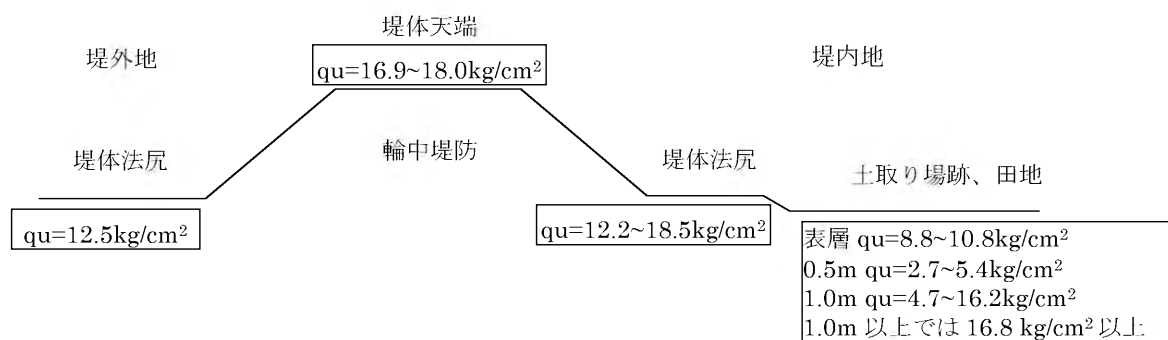 堤体天端
堤外地
qu=16.9~18.0kg/cm²
堤内地
堤体法尻
輪中堤防
堤体法尻
土取り場跡、田地
qu=12.5kg/cm²
qu=12.2~18.5kg/cm²
表層 qu=8.8~10.8kg/cm²
0.5m qu=2.7~5.4kg/cm²
1.0m qu=4.7~16.2kg/cm²
1.0m 以上では 16.8 kg/cm² 以上